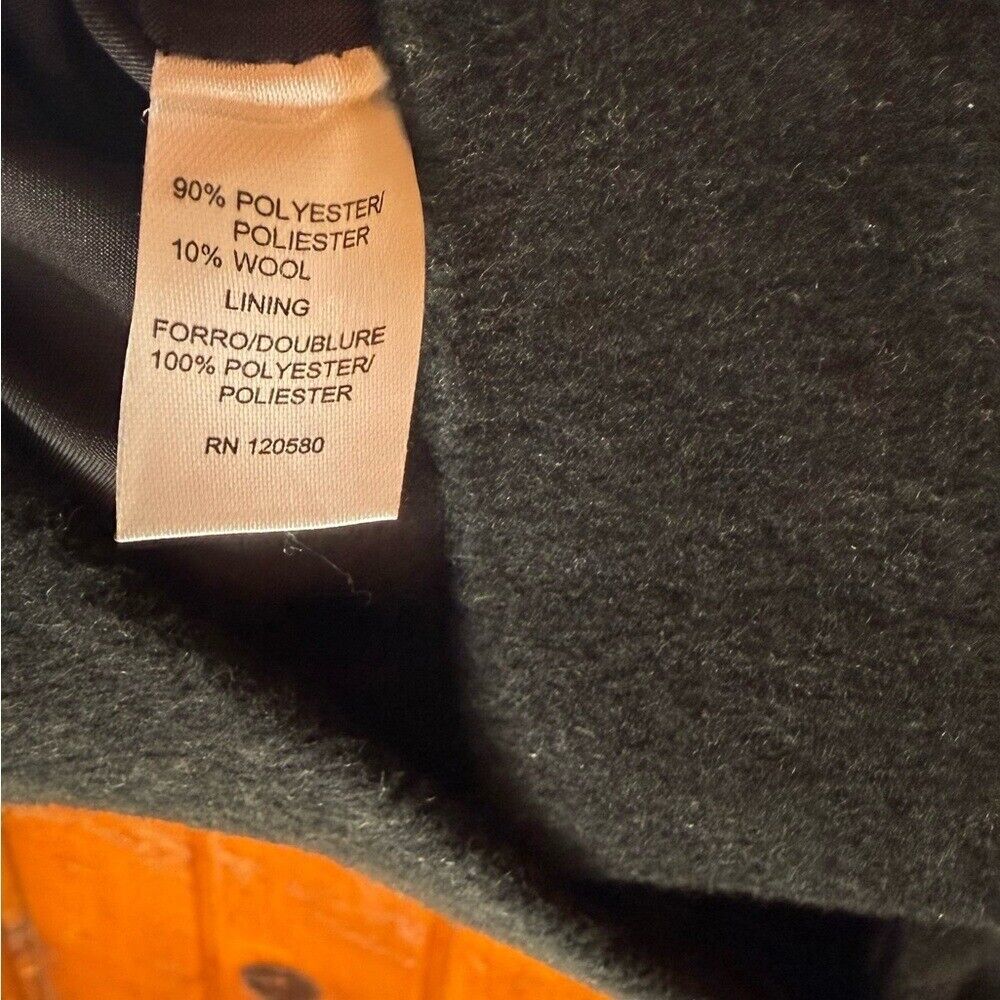 90% POLYESTER/
POLIESTER
10% WOOL
LINING
FORRO/DOUBLURE
100% POLYESTER/
POLIESTER
RN 120580